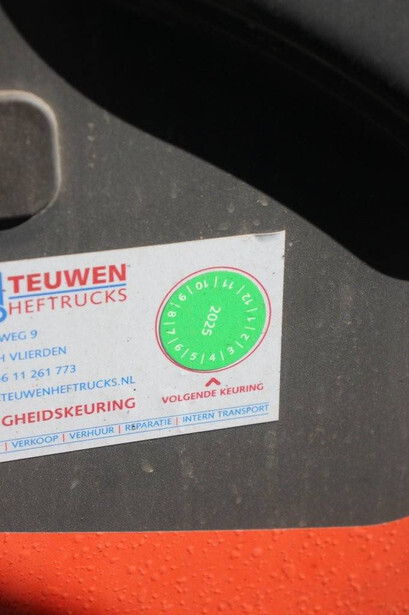 TEUWEN
HEFTRUCKS
WEG 9
H VLIERDEN
6 11 261 773
TEUWENHEFTRUCKS.NL
GHEIDSKEURING
| VERKOOP | VERHUUR | REPARATIE | INTERN TRANSPORT
1 2 3 4 5 6 7 8 9 10 11 12
2025
VOLGENDE KEURING